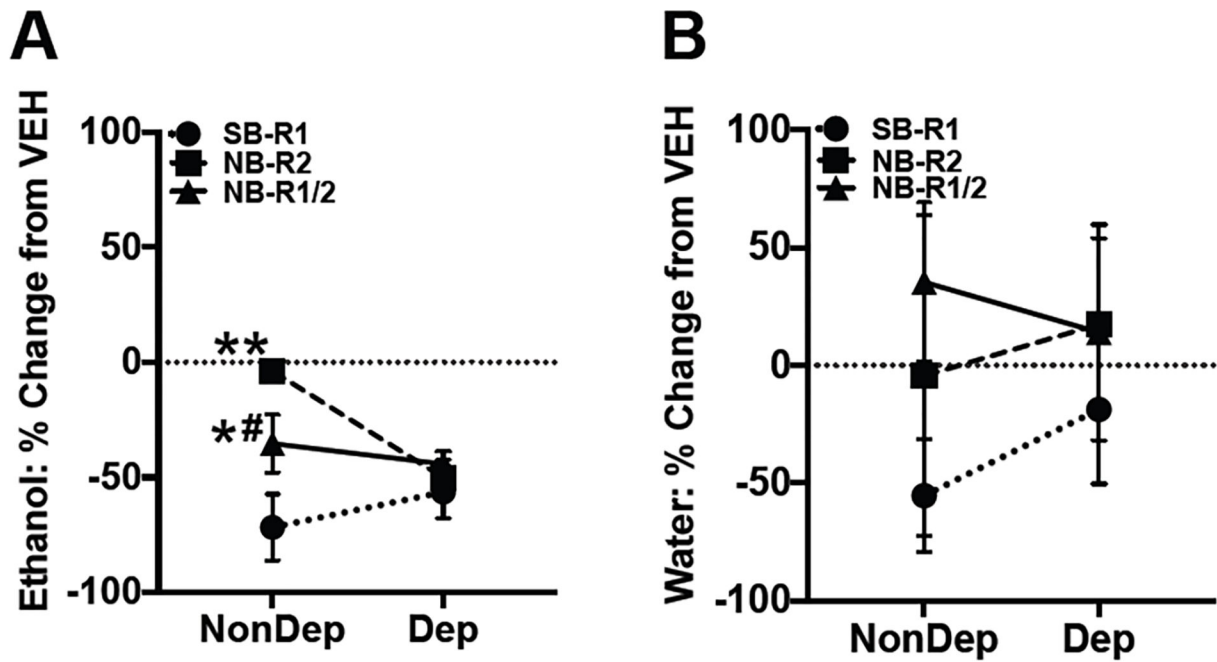 A
Ethanol: % Change from VEH
100
50
0
-50
-100
SB-R1
NB-R2
NB-R1/2
**
*#
NonDep
Dep
B
Water: % Change from VEH
100
50
0
-50
-100
SB-R1
NB-R2
NB-R1/2
NonDep
Dep